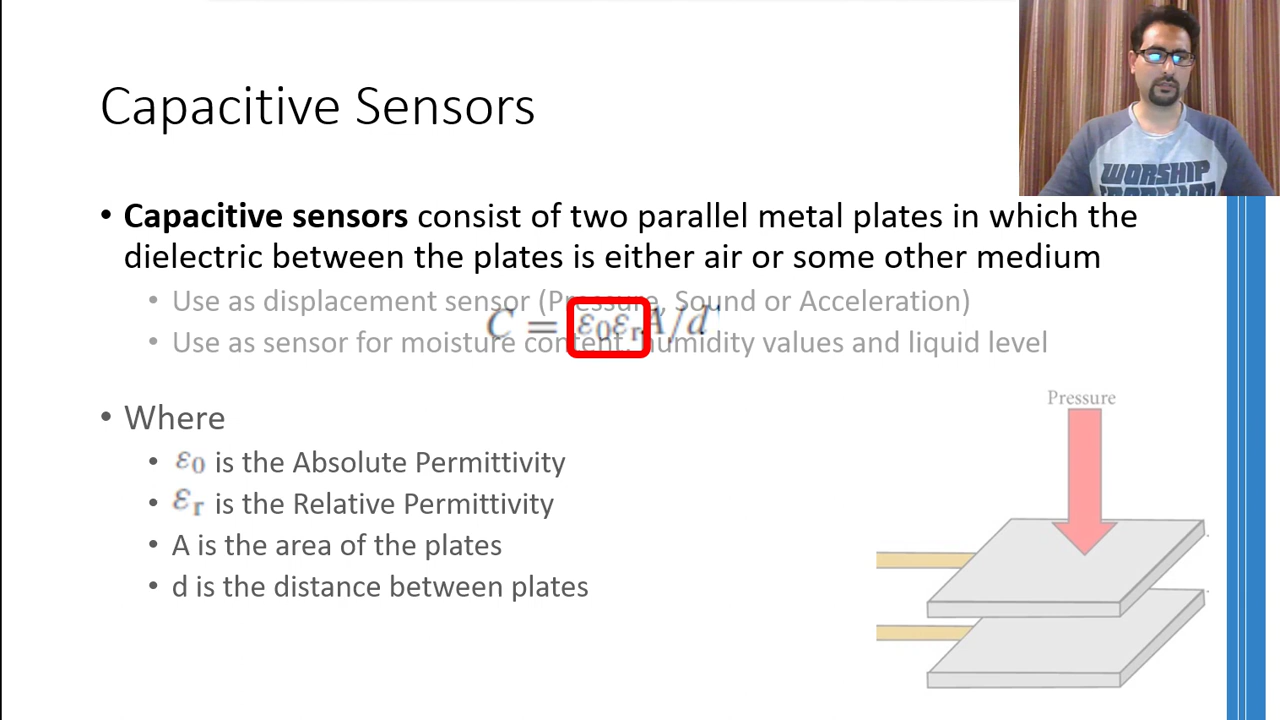 Capacitive Sensors
WORSHIP
• Capacitive sensors consist of two parallel metal plates in which the
dielectric between the plates is either air or some other medium
• Use as displacement sensor (Pressure, Sound or Acceleration)
C = ε0εrA/d
• Use as sensor for moisture content, humidity values and liquid level
• Where
• ε0 is the Absolute Permittivity
• εr is the Relative Permittivity
• A is the area of the plates
• d is the distance between plates
Pressure